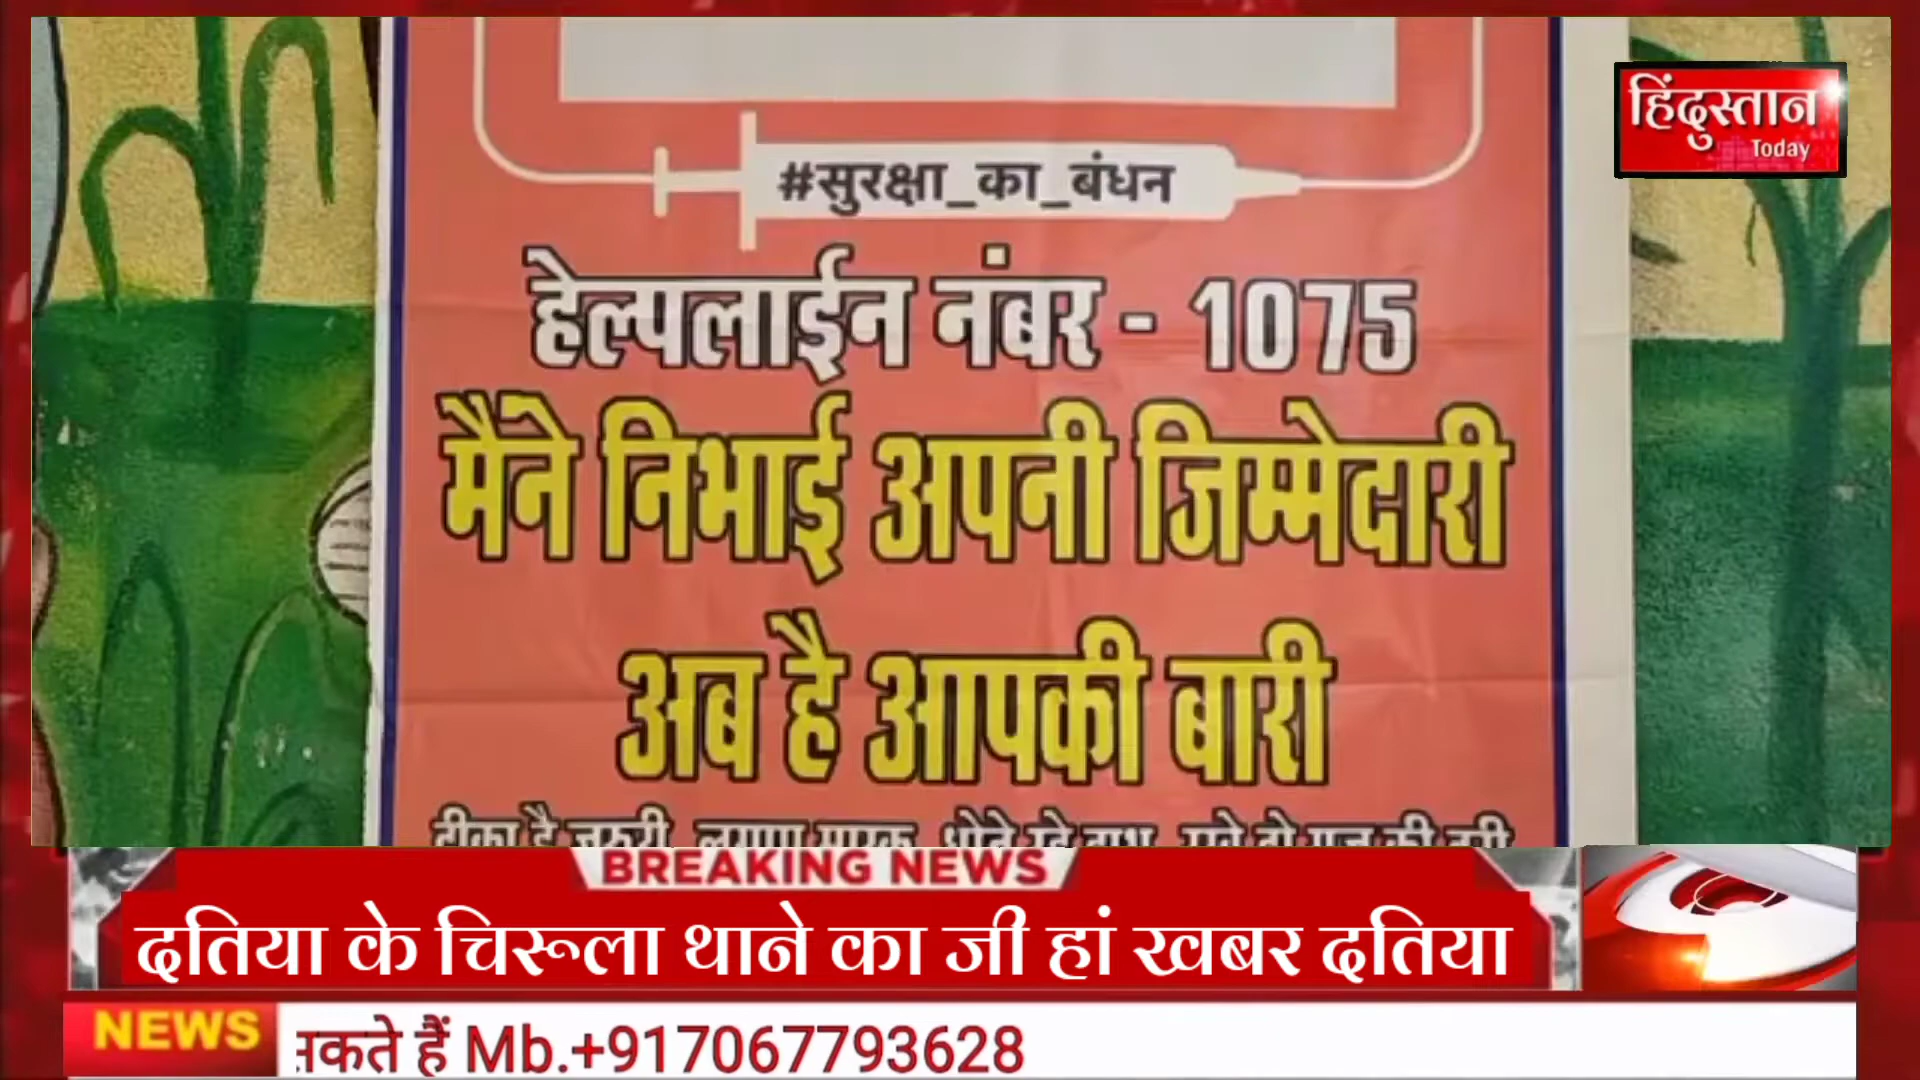 हिंदुस्तान
Today
#सुरक्षा_का_बंधन
हेल्पलाईन नंबर - 1075
मैने निभाई अपनी जिम्मेदारी
अब है आपकी बारी
टीका है जरुरी
BREAKING NEWS
दतिया के चिरूला थाने का जी हां खबर दतिया
NEWS
सकते हैं Mb.+917067793628